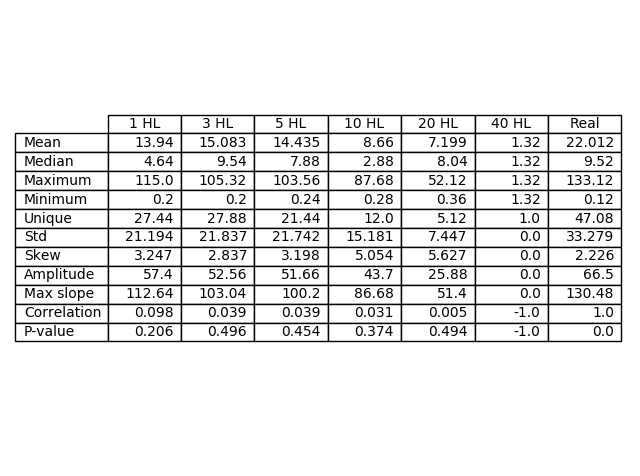 1 HL 3 HL 5 HL 10 HL 20 HL 40 HL Real
Mean 13.94 15.083 14.435 8.66 7.199 1.32 22.012
Median 4.64 9.54 7.88 2.88 8.04 1.32 9.52
Maximum 115.0 105.32 103.56 87.68 52.12 1.32 133.12
Minimum 0.2 0.2 0.24 0.28 0.36 1.32 0.12
Unique 27.44 27.88 21.44 12.0 5.12 1.0 47.08
Std 21.194 21.837 21.742 15.181 7.447 0.0 33.279
Skew 3.247 2.837 3.198 5.054 5.627 0.0 2.226
Amplitude 57.4 52.56 51.66 43.7 25.88 0.0 66.5
Max slope 112.64 103.04 100.2 86.68 51.4 0.0 130.48
Correlation 0.098 0.039 0.039 0.031 0.005 -1.0 1.0
P-value 0.206 0.496 0.454 0.374 0.494 -1.0 0.0